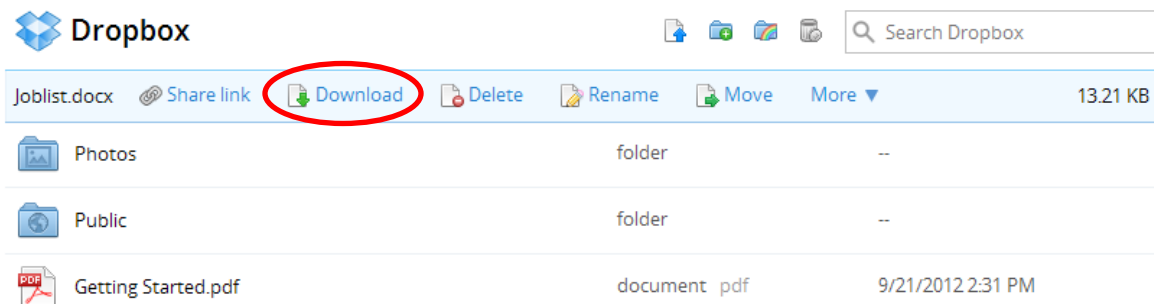 Dropbox Search Dropbox
Joblist.docx Share link Download Delete Rename Move More ▼ 13.21 KB
Photos folder --
Public folder --
PDF Getting Started.pdf document pdf 9/21/2012 2:31 PM